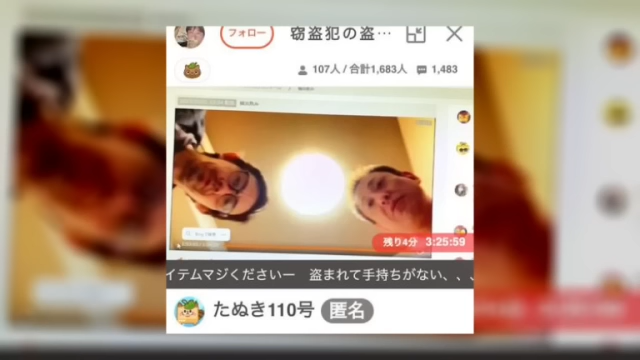 フォロー 窃盗犯の盗…
107人 / 合計1,683人 1,483
残り4分 3:25:59
イテムマジくださいー 盗まれて手持ちがない、、、
たぬき110号 匿名